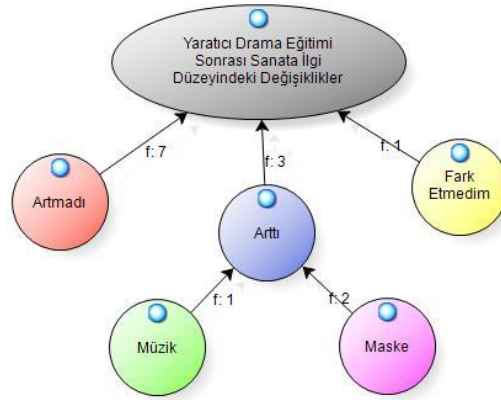 Yaratıcı Drama Eğitimi
Sonrası Sanata İlgi
Düzeyindeki Değişiklikler
f: 7
f: 3
f: 1
Artmadı
Arttı
Fark
Etmedim
f: 1
f: 2
Müzik
Maske